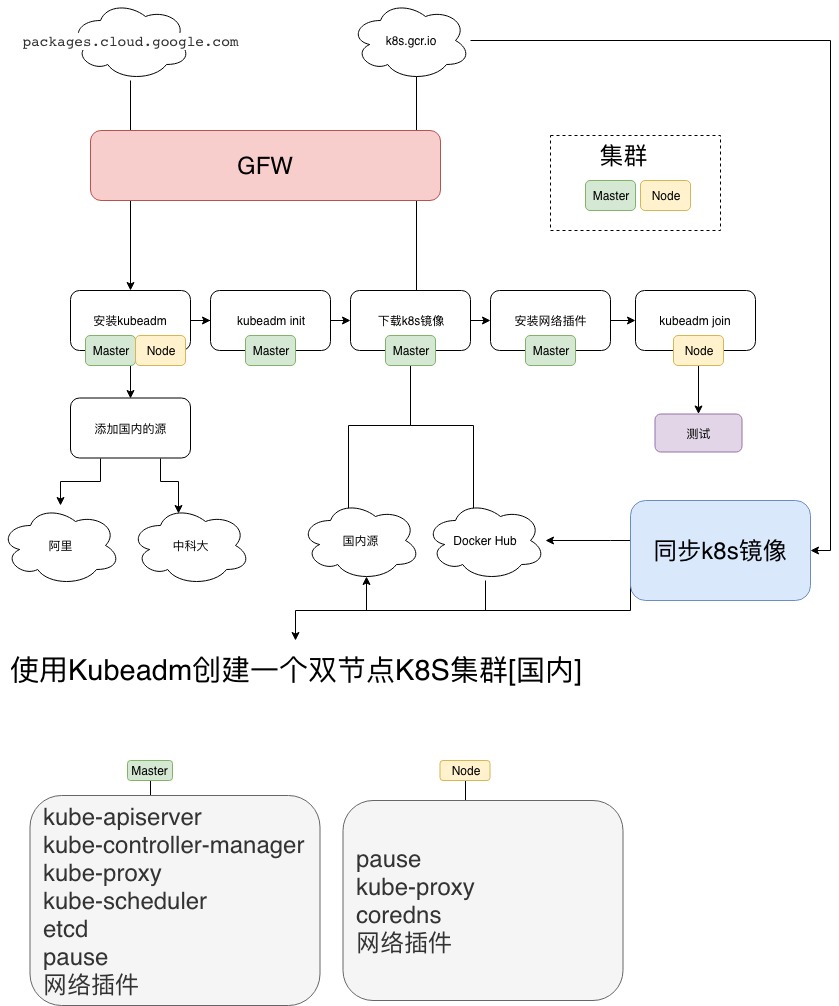 packages.cloud.google.com
k8s.gcr.io
GFW
集群
Master
Node
安装kubeadm
kubeadm init
下载k8s镜像
安装网络插件
kubeadm join
Master
Node
Master
Master
Master
Node
添加国内的源
测试
阿里
中科大
国内源
Docker Hub
同步k8s镜像
使用Kubeadm创建一个双节点K8S集群[国内]
Master
kube-apiserver
kube-controller-manager
kube-proxy
kube-scheduler
etcd
pause
网络插件
Node
pause
kube-proxy
coredns
网络插件